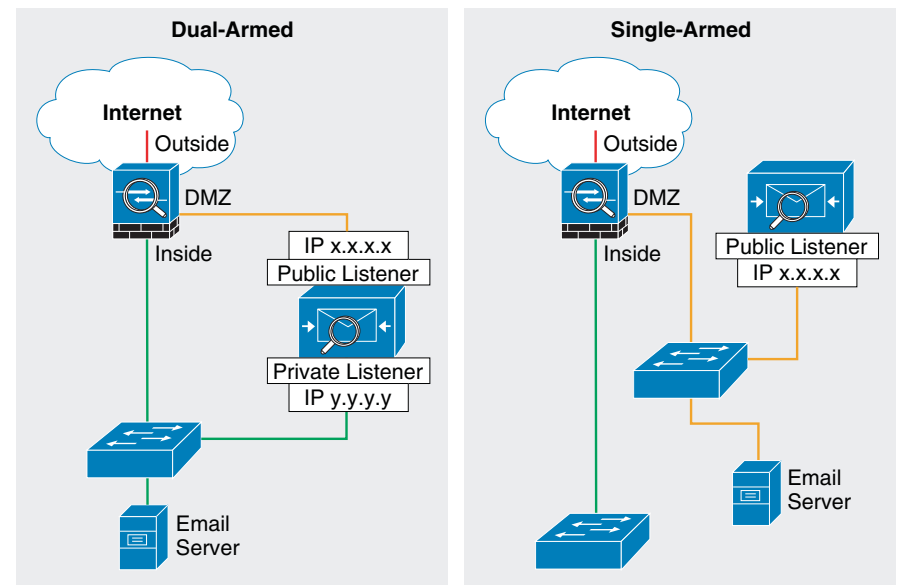 Dual-Armed
Internet
Outside
DMZ
Inside
IP x.x.x.x
Public Listener
Private Listener
IP y.y.y.y
Email
Server
Single-Armed
Internet
Outside
DMZ
Inside
Public Listener
IP x.x.x.x
Email
Server